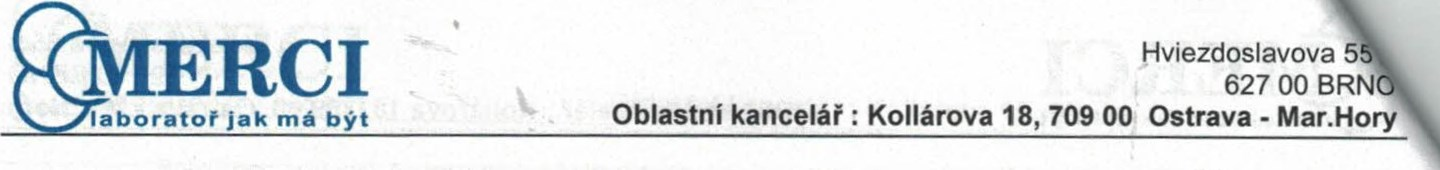 MERCI
laboratoř jak má být
Hviezdoslavova 55
627 00 BRNO
Oblastní kancelář : Kollárova 18, 709 00 Ostrava - Mar.Hory